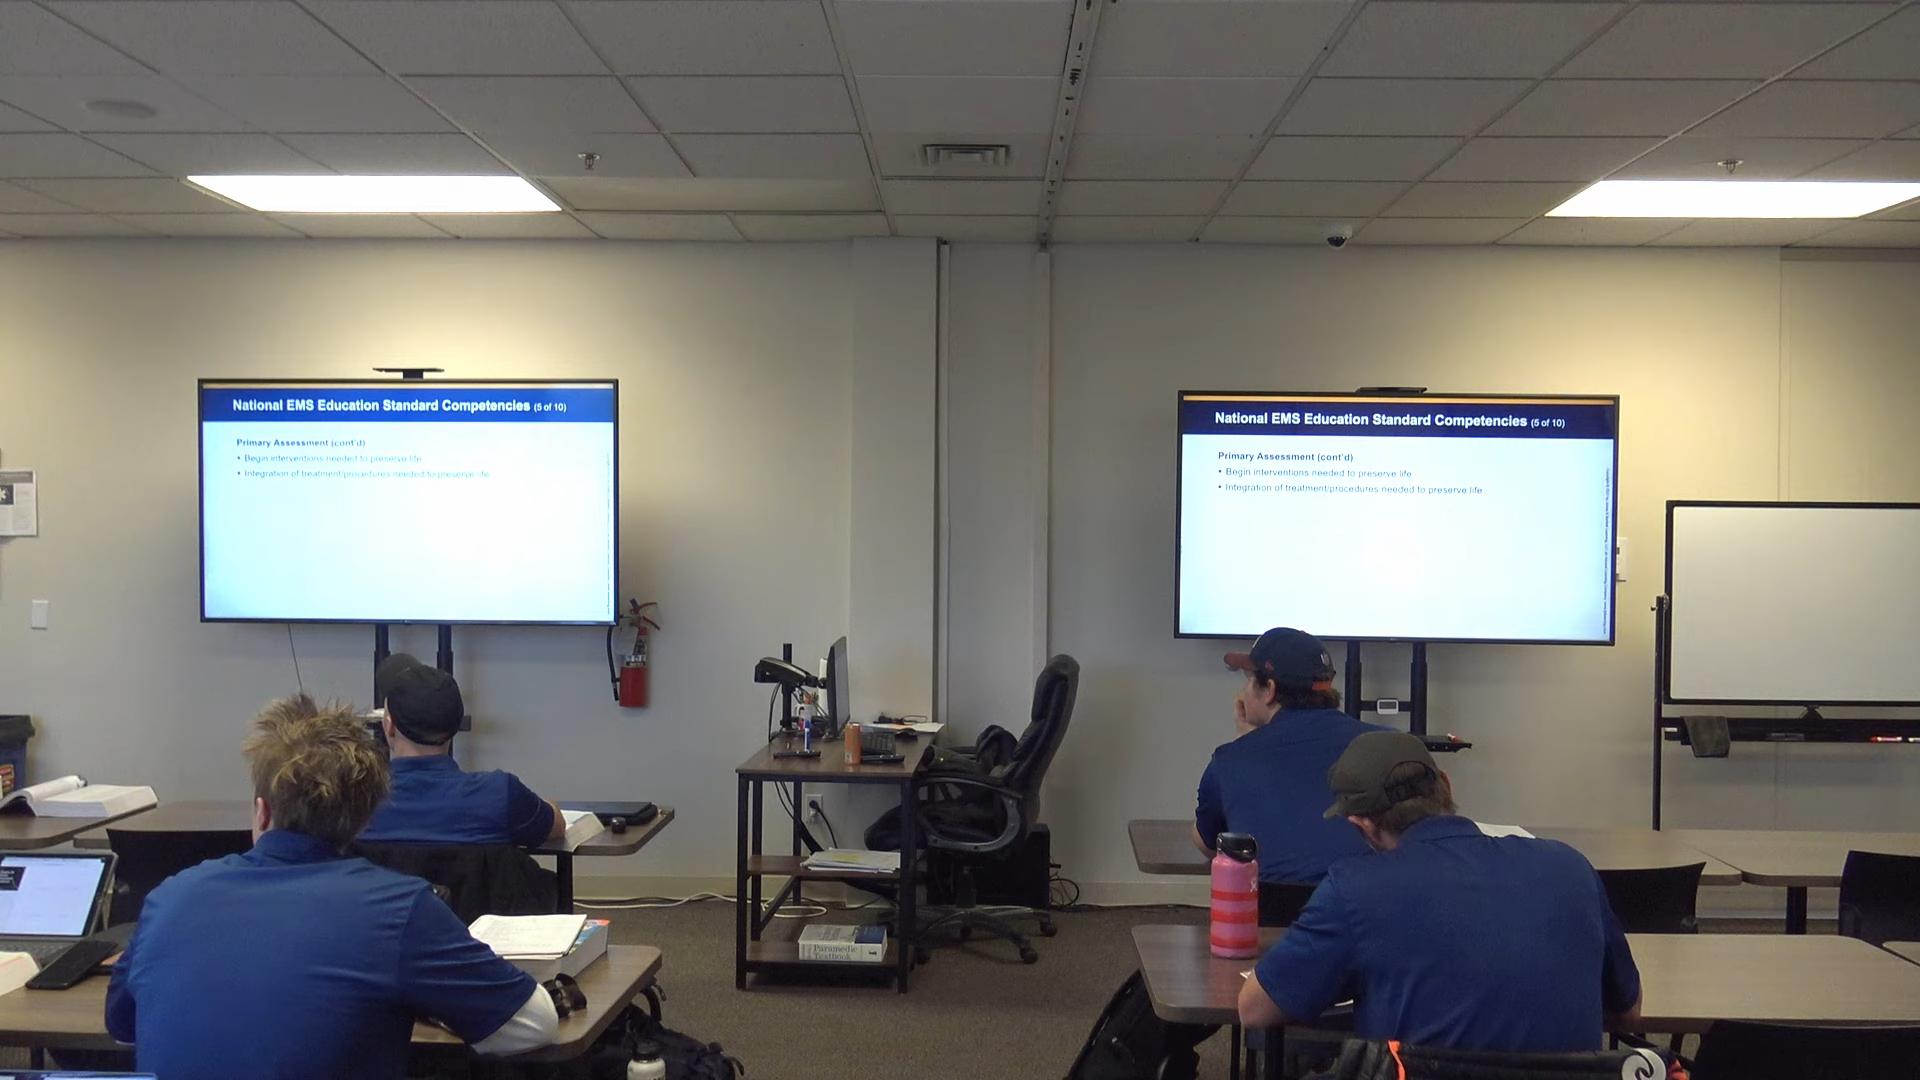 National EMS Education Standard Competencies (5 of 10)
Primary Assessment (cont'd)
• Begin interventions needed to preserve life
• Integration of treatment/procedures needed to preserve life
National EMS Education Standard Competencies (5 of 10)
Primary Assessment (cont'd)
• Begin interventions needed to preserve life
• Integration of treatment/procedures needed to preserve life
Paramedic
Textbook